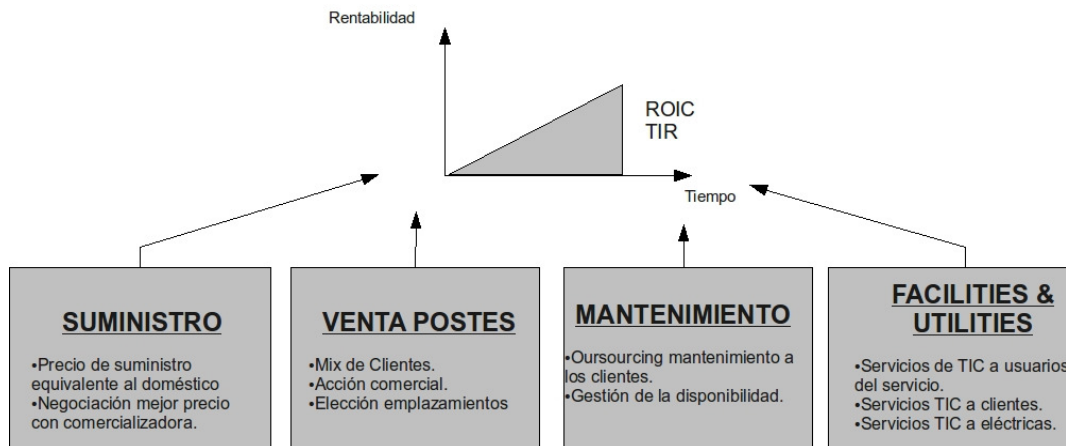 Rentabilidad
ROIC
TIR
Tiempo
SUMINISTRO
•Precio de suministro
equivalente al doméstico
•Negociación mejor precio
con comercializadora.
VENTA POSTES
•Mix de Clientes.
•Acción comercial.
•Elección emplazamientos
MANTENIMIENTO
•Oursourcing mantenimiento a
los clientes.
•Gestión de la disponibilidad.
FACILITIES &
UTILITIES
•Servicios de TIC a usuarios
del servicio.
•Servicios TIC a clientes.
•Servicios TIC a eléctricas.